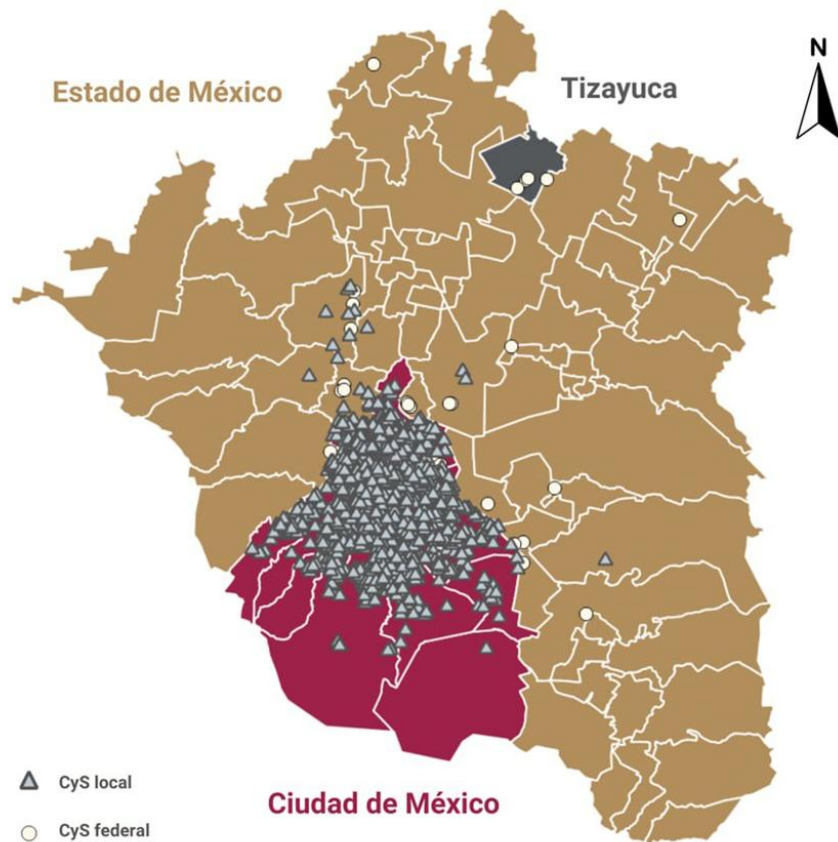 N
Estado de México
Tizayuca
CyS local
Ciudad de México
CyS federal